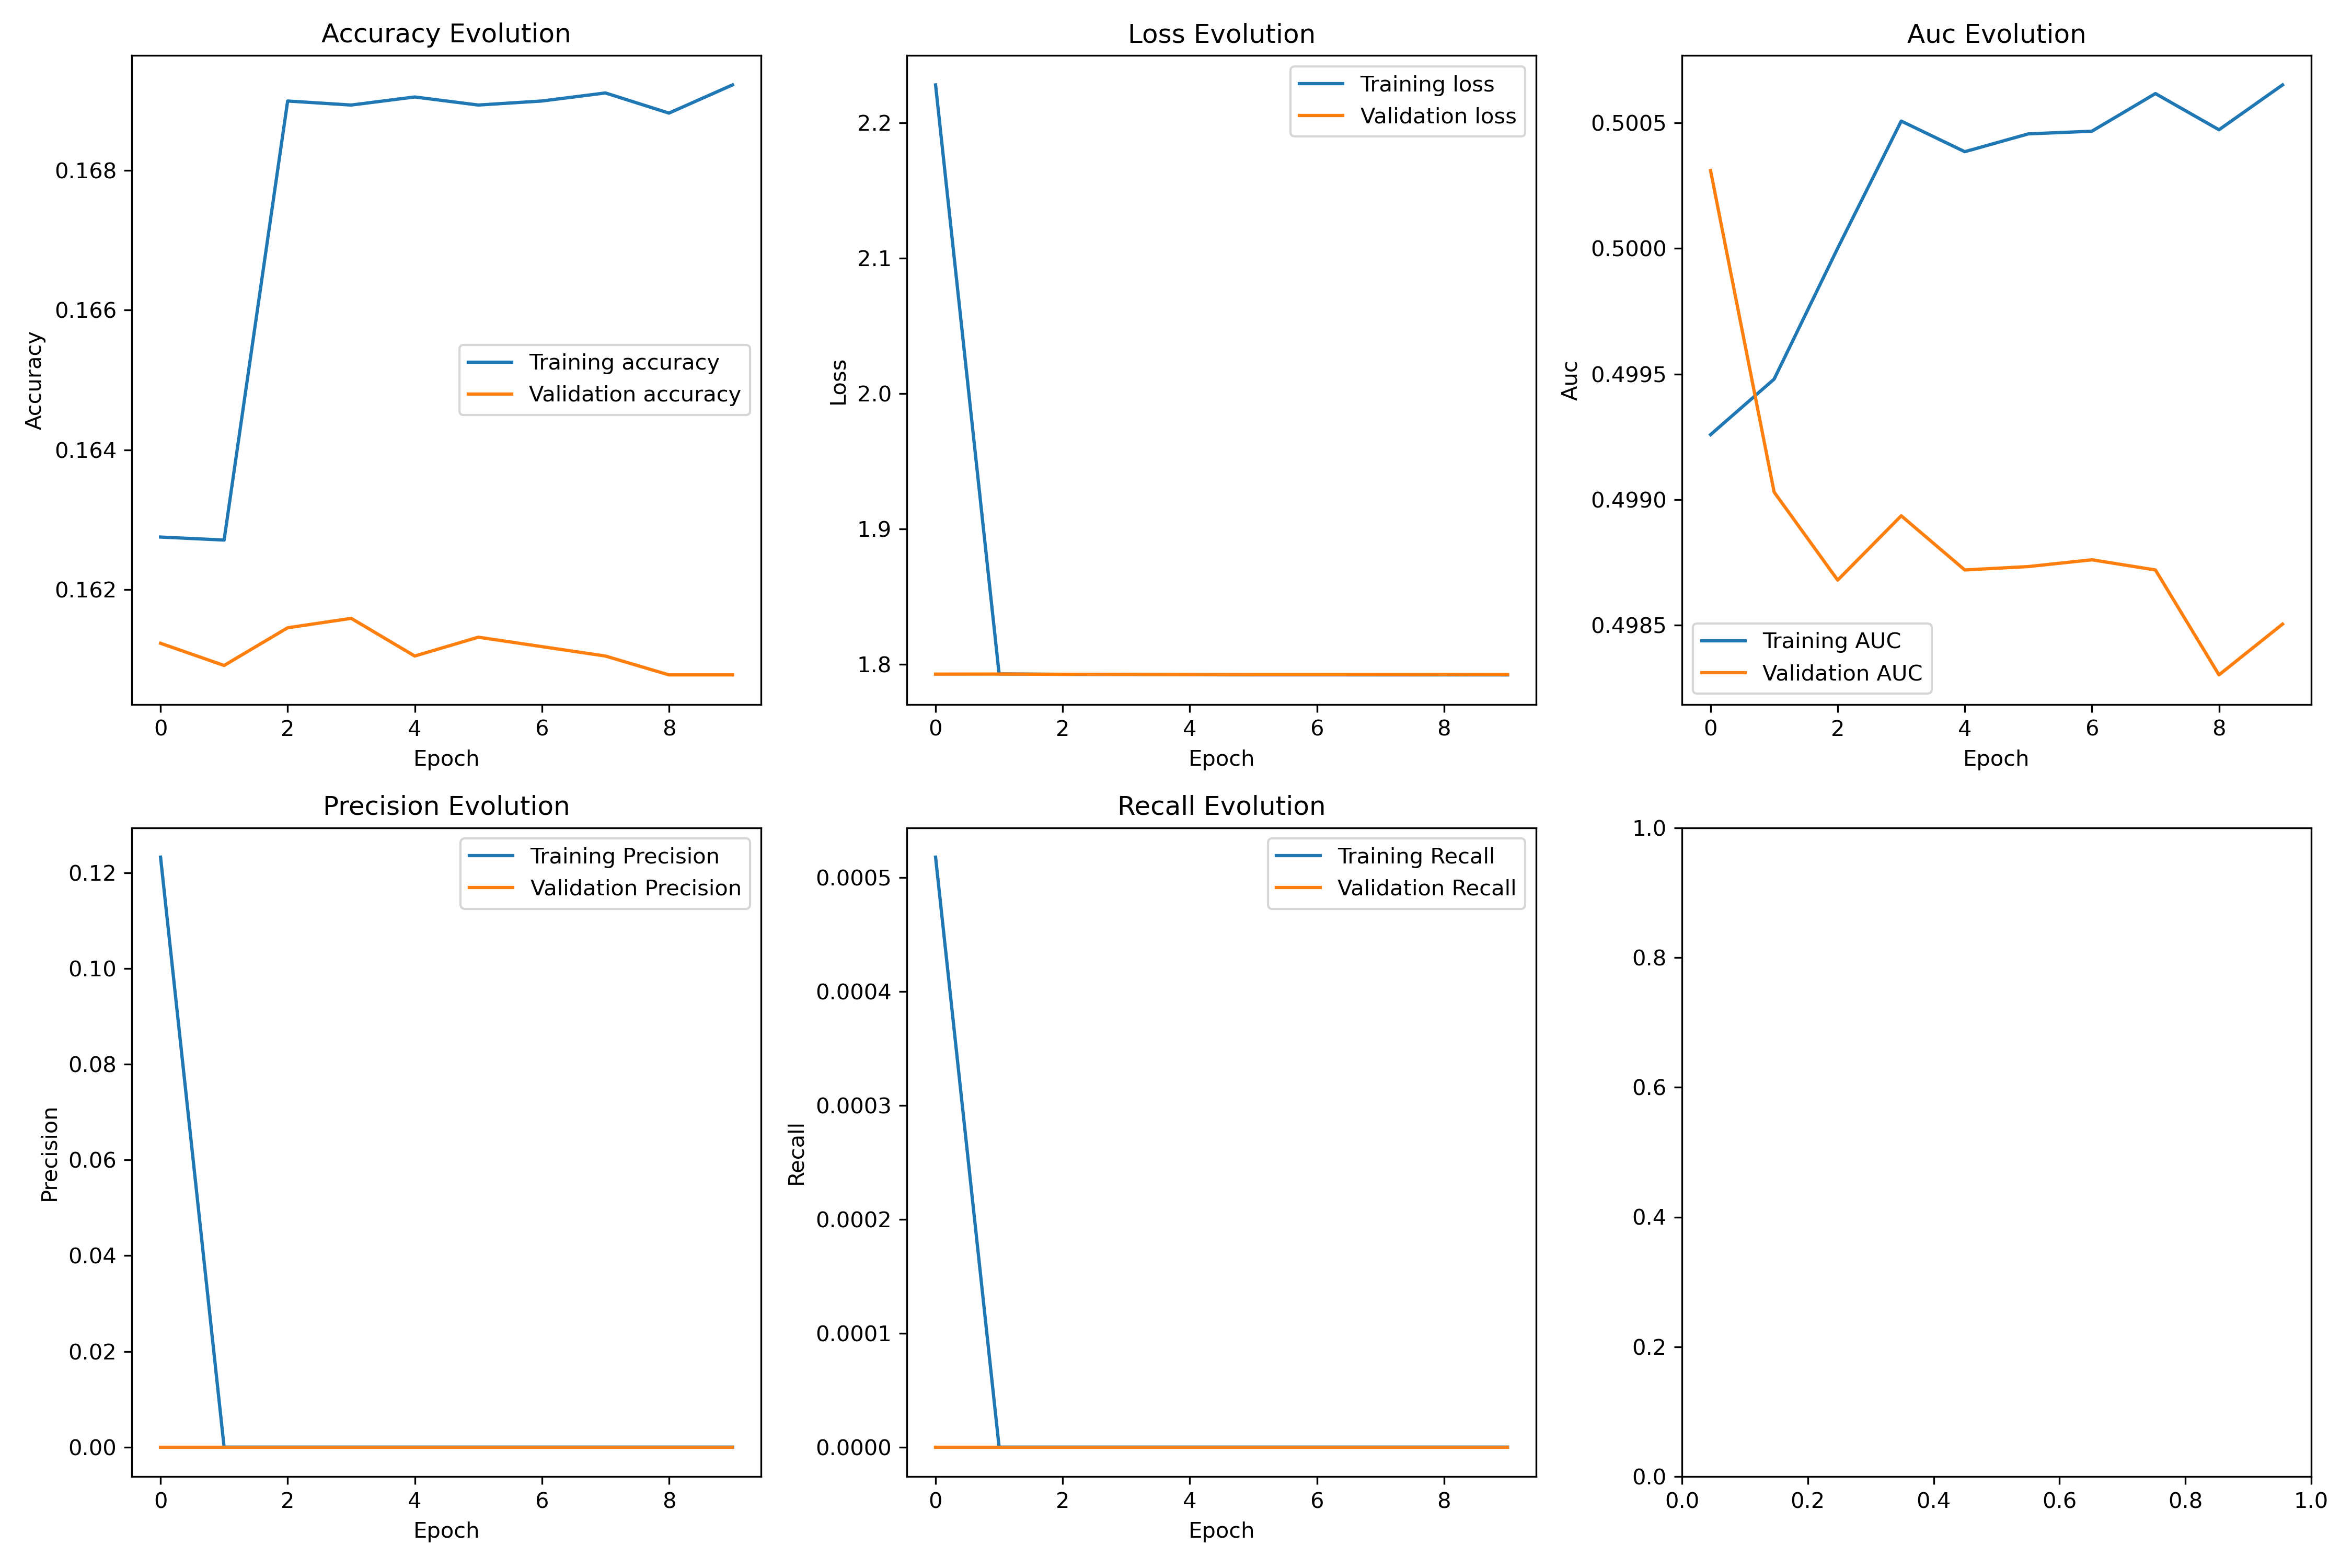 Accuracy Evolution
Accuracy
0.168
0.166
0.164
0.162
Training accuracy
Validation accuracy
0 2 4 6 8
Epoch
Loss Evolution
Loss
2.2
2.1
2.0
1.9
1.8
Training loss
Validation loss
0 2 4 6 8
Epoch
Auc Evolution
Auc
0.5005
0.5000
0.4995
0.4990
0.4985
Training AUC
Validation AUC
0 2 4 6 8
Epoch
Precision Evolution
Precision
0.12
0.10
0.08
0.06
0.04
0.02
0.00
Training Precision
Validation Precision
0 2 4 6 8
Epoch
Recall Evolution
Recall
0.0005
0.0004
0.0003
0.0002
0.0001
0.0000
Training Recall
Validation Recall
0 2 4 6 8
Epoch
1.0
0.8
0.6
0.4
0.2
0.0
0.0 0.2 0.4 0.6 0.8 1.0